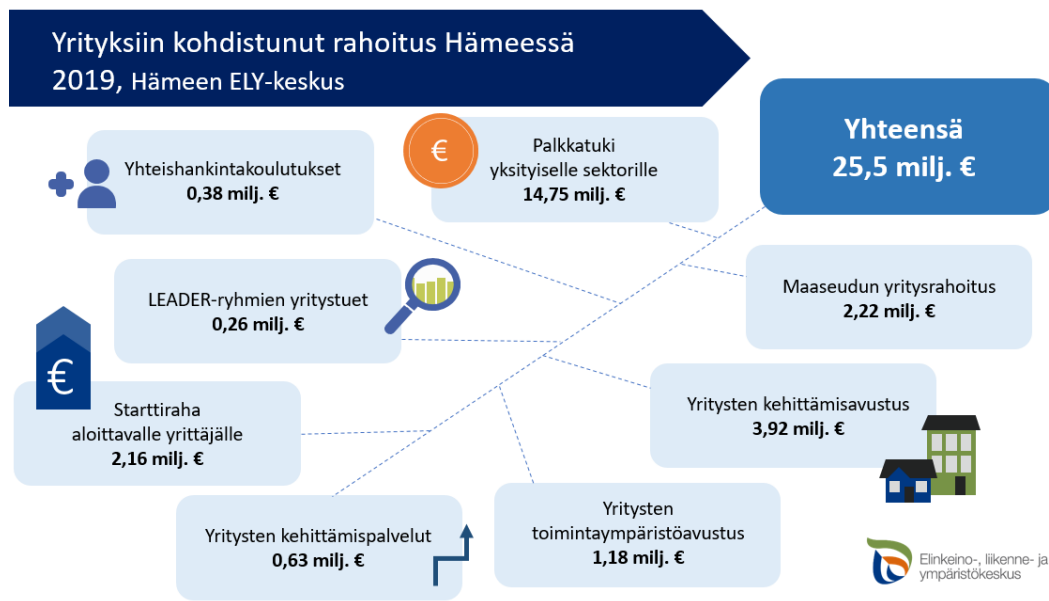 Yrityksiin kohdistunut rahoitus Hämeessä
2019, Hämeen ELY-keskus
Yhteensä
25,5 milj. €
Yhteishankintakoulutukset
0,38 milj. €
€
Palkkatuki
yksityiselle sektorille
14,75 milj. €
LEADER-ryhmien yritystuet
0,26 milj. €
Maaseudun yritysrahoitus
2,22 milj. €
€
Starttiraha
aloittavalle yrittäjälle
2,16 milj. €
Yritysten kehittämisavustus
3,92 milj. €
Yritysten kehittämispalvelut
0,63 milj. €
Yritysten
toimintaympäristöavustus
1,18 milj. €
Elinkeino-, liikenne- ja
ympäristökeskus